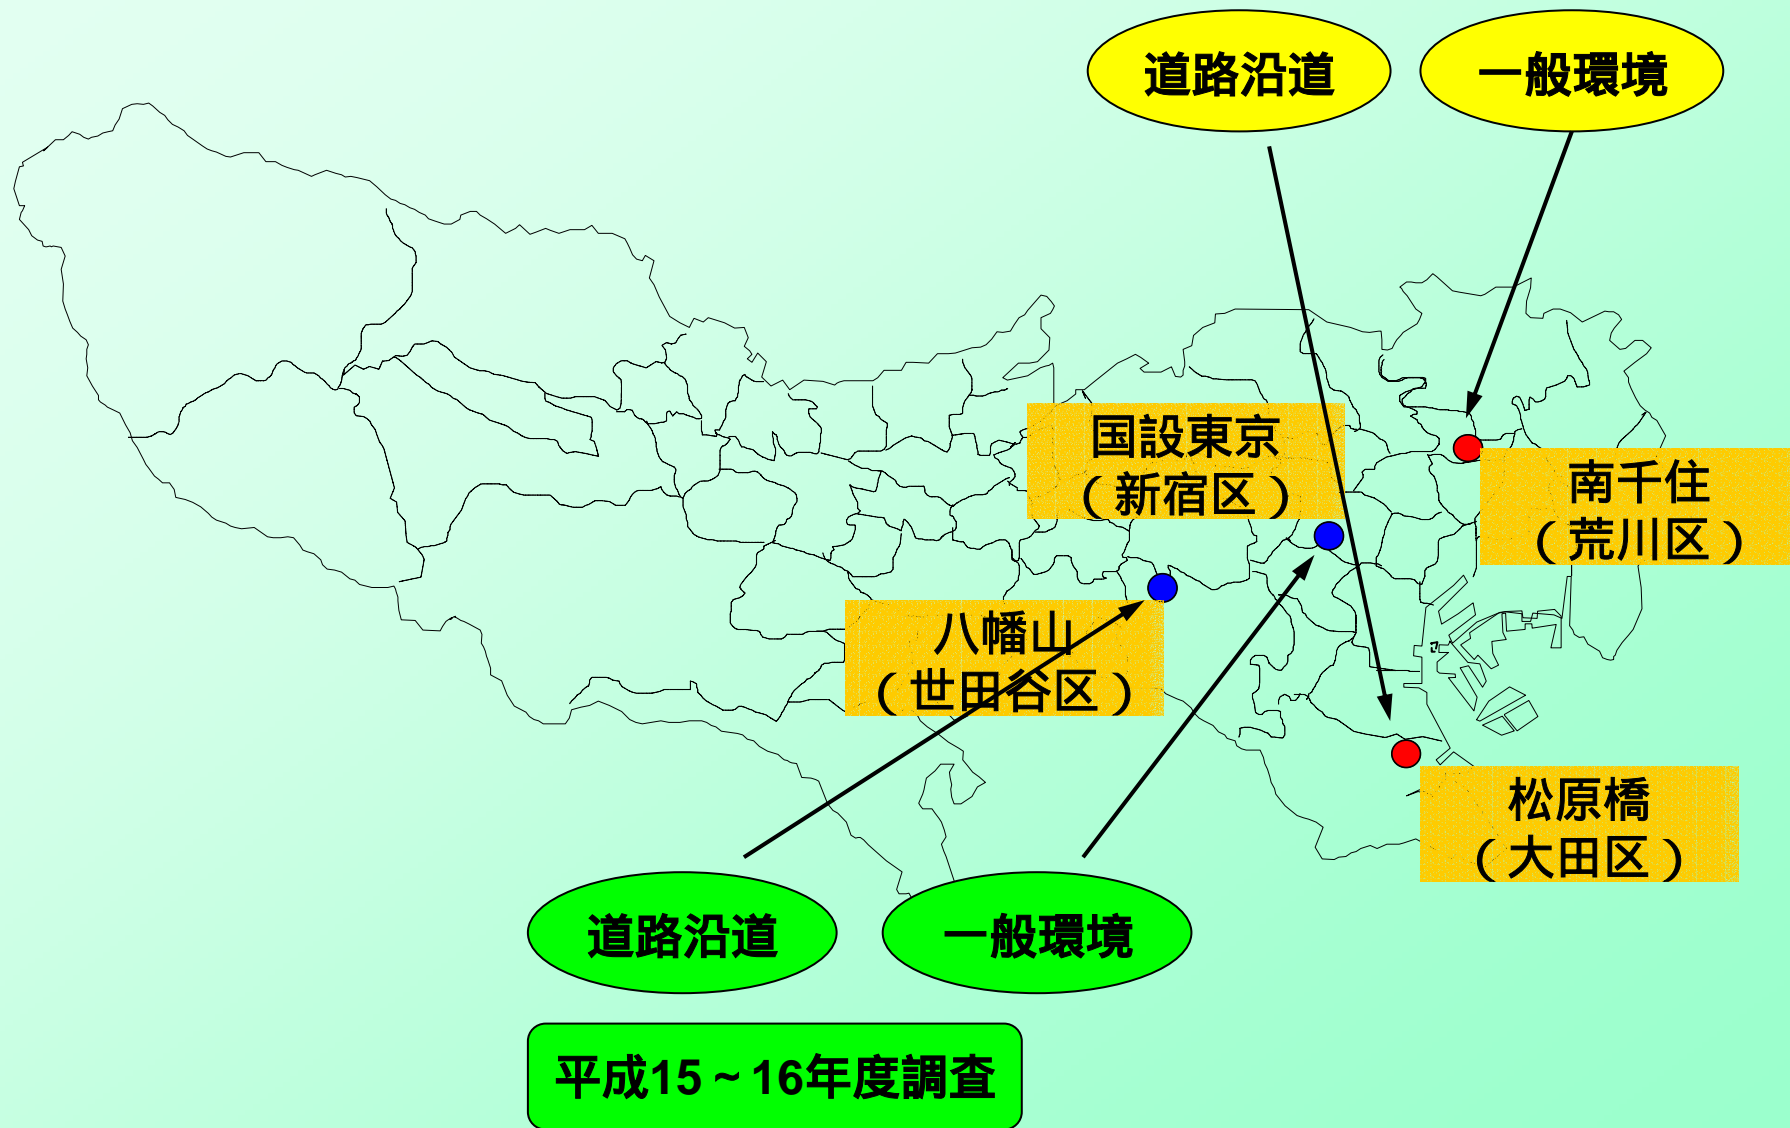 道路沿道
一般環境
国設東京
（新宿区）
南千住
（荒川区）
八幡山
（世田谷区）
松原橋
（大田区）
道路沿道
一般環境
平成15～16年度調査